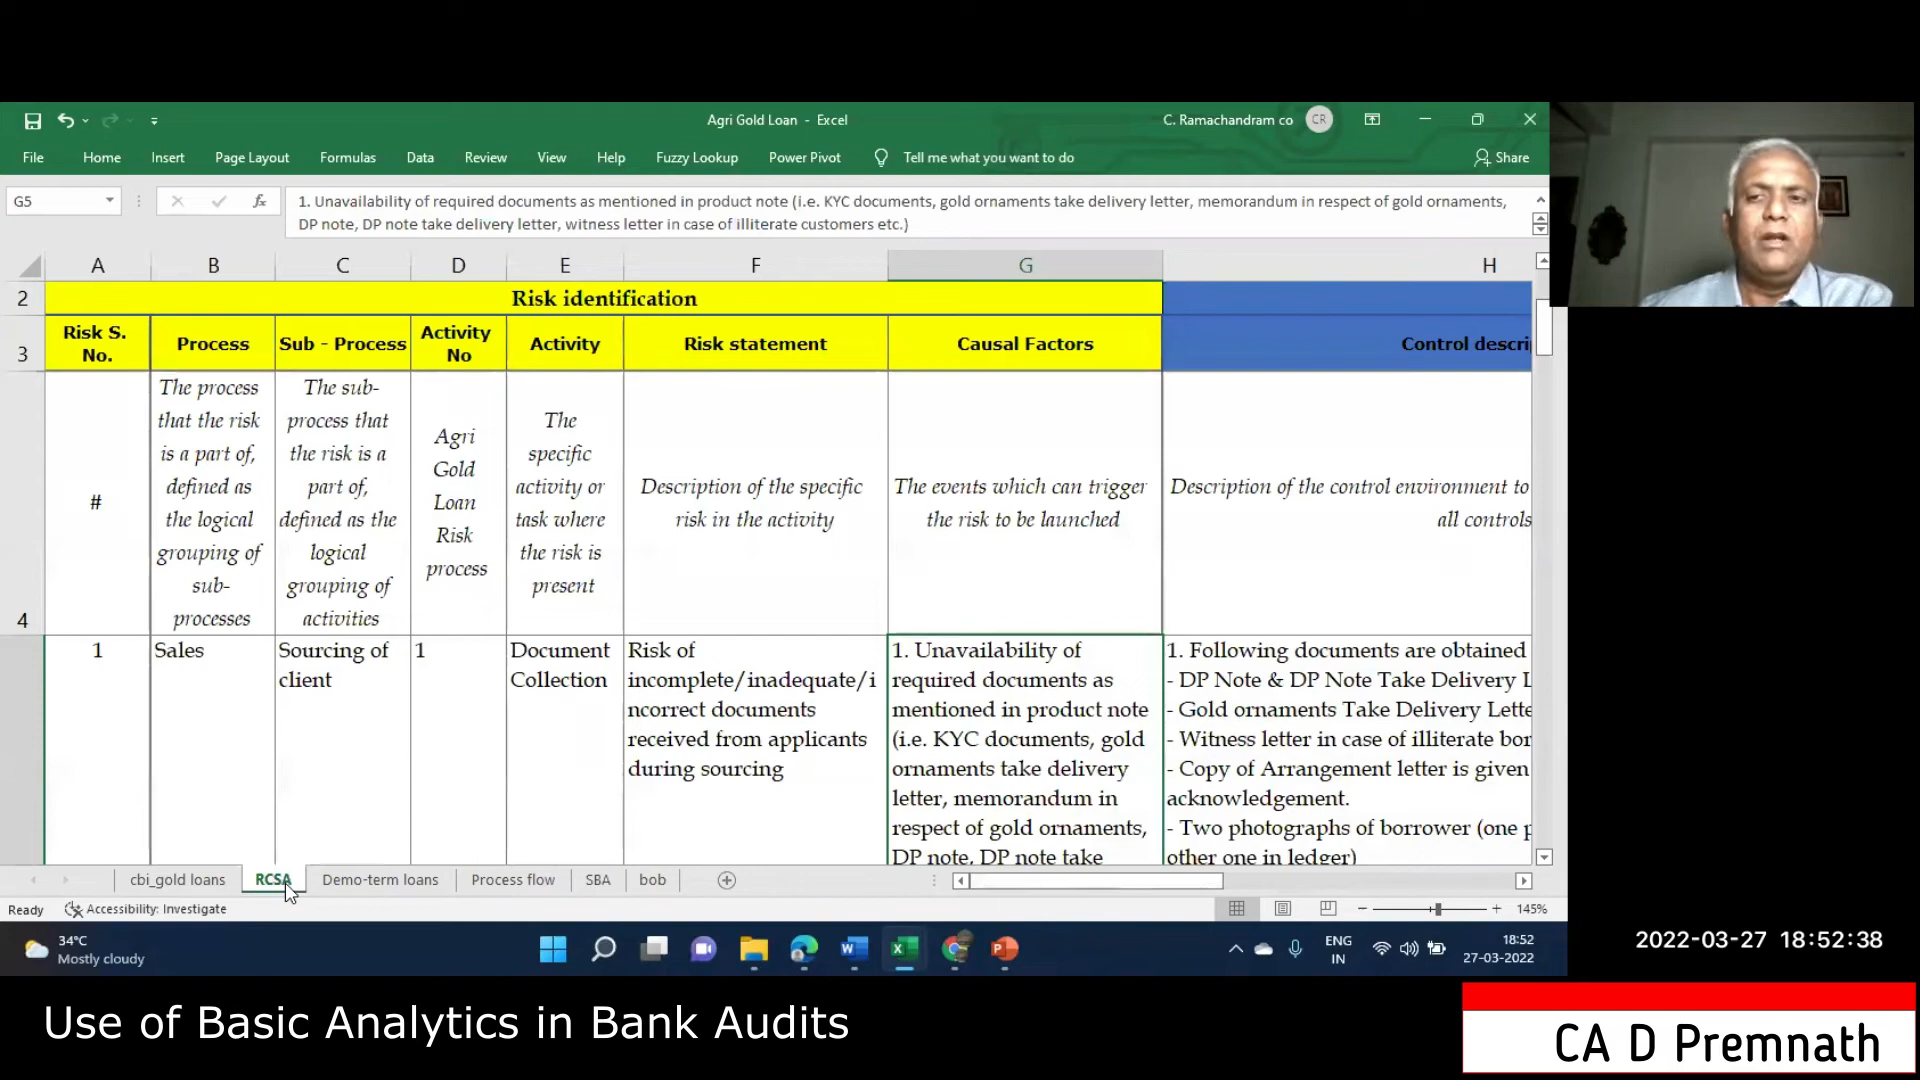 Agri Gold Loan - Excel
C. Ramachandram co
CR
File
Home
Insert
Page Layout
Formulas
Data
Review
View
Help
Fuzzy Lookup
Power Pivot
Tell me what you want to do
Share
G5
fx
1. Unavailability of required documents as mentioned in product note (i.e. KYC documents, gold ornaments take delivery letter, memorandum in respect of gold ornaments,
DP note, DP note take delivery letter, witness letter in case of illiterate customers etc.)
A B C D E F G H
2
Risk identification
3
Risk S.
No.
Process
Sub - Process
Activity
No
Activity
Risk statement
Causal Factors
Control descri
4
#
The process
that the risk
is a part of,
defined as
the logical
grouping of
sub-
processes
The sub-
process that
the risk is a
part of,
defined as the
logical
grouping of
activities
Agri
Gold
Loan
Risk
process
The
specific
activity or
task where
the risk is
present
Description of the specific
risk in the activity
The events which can trigger
the risk to be launched
Description of the control environment to
all controls
1
Sales
Sourcing of
client
1
Document
Collection
Risk of
incomplete/inadequate/i
ncorrect documents
received from applicants
during sourcing
1. Unavailability of
required documents as
mentioned in product note
(i.e. KYC documents, gold
ornaments take delivery
letter, memorandum in
respect of gold ornaments,
DP note, DP note take
1. Following documents are obtained
- DP Note & DP Note Take Delivery L
- Gold ornaments Take Delivery Lette
- Witness letter in case of illiterate bor
- Copy of Arrangement letter is given
acknowledgement.
- Two photographs of borrower (one p
other one in ledger)
cbi_gold loans
RCSA
Demo-term loans
Process flow
SBA
bob
Ready
Accessibility: Investigate
145%
34°C
Mostly cloudy
ENG
IN
18:52
27-03-2022
2022-03-27 18:52:38
Use of Basic Analytics in Bank Audits
CA D Premnath